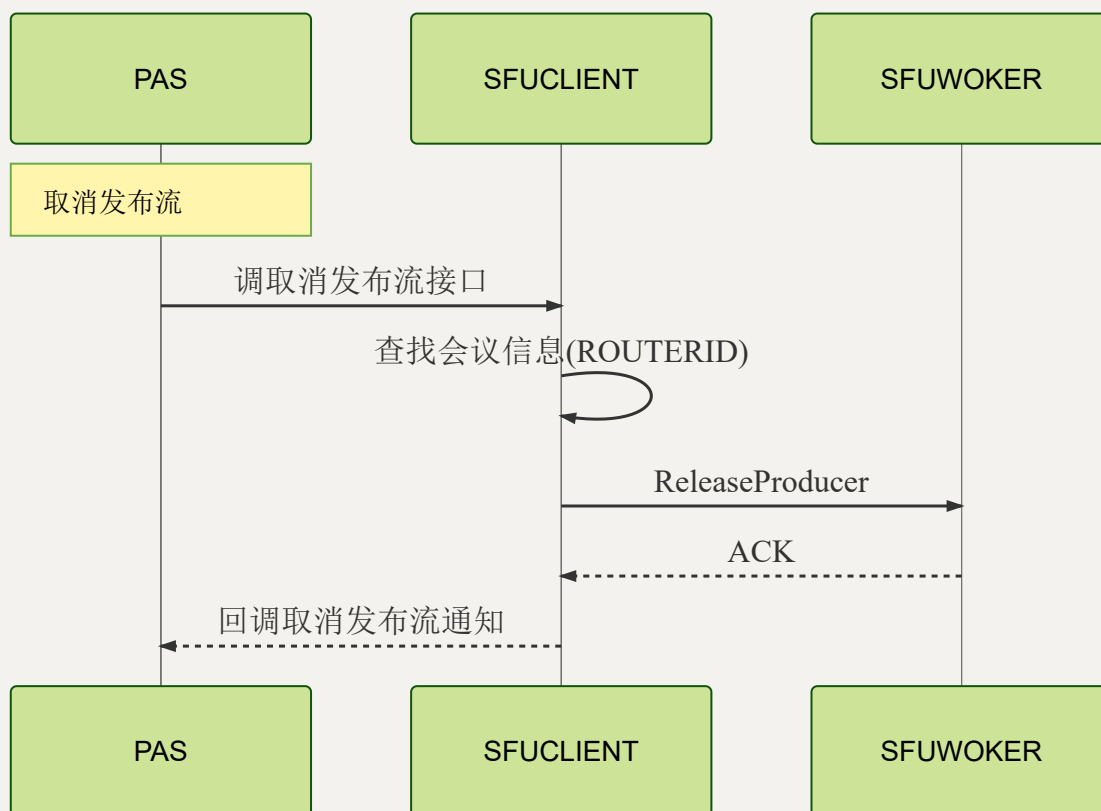 PAS
SFUCLIENT
SFUWOKER
取消发布流
调取消发布流接口
查找会议信息(ROUTERID)
ReleaseProducer
ACK
回调取消发布流通知
PAS
SFUCLIENT
SFUWOKER